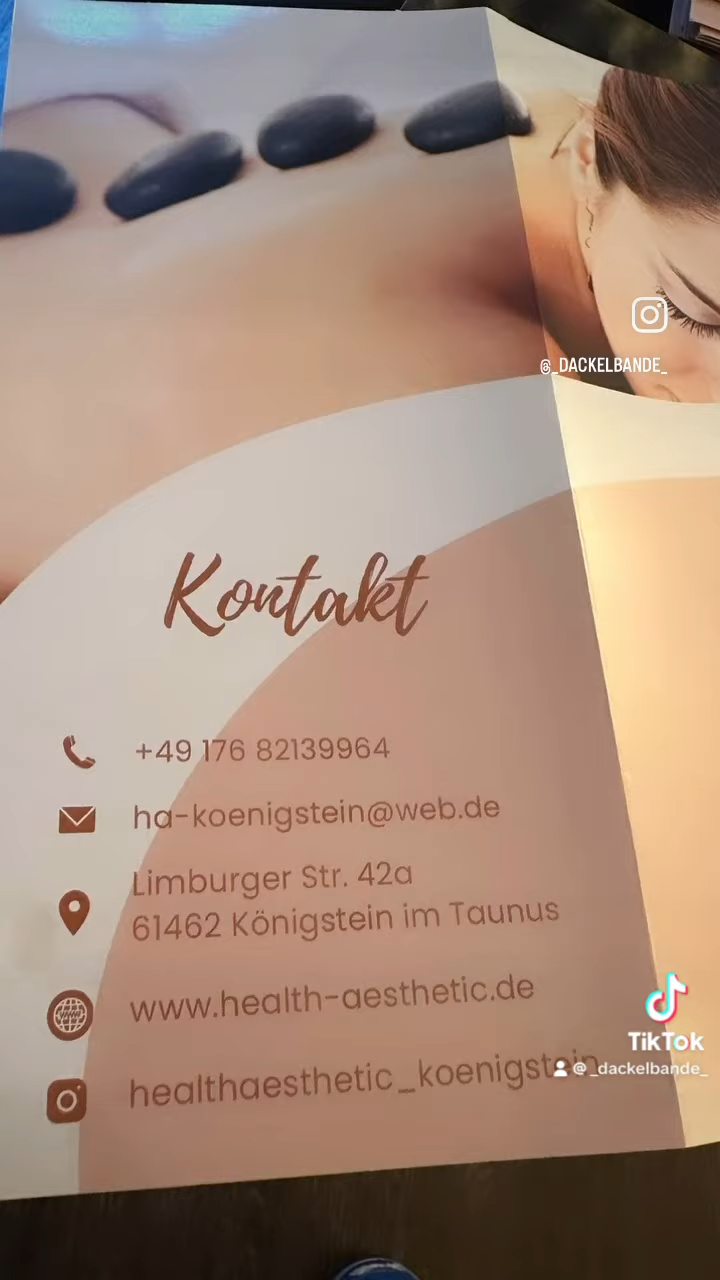 @_DACKELBANDE_
Kontakt
+49 176 82139964
ha-koenigstein@web.de
Limburger Str. 42a
61462 Königstein im Taunus
www.health-aesthetic.de
healthaesthetic_koenigstein
TikTok
@_dackelbande_